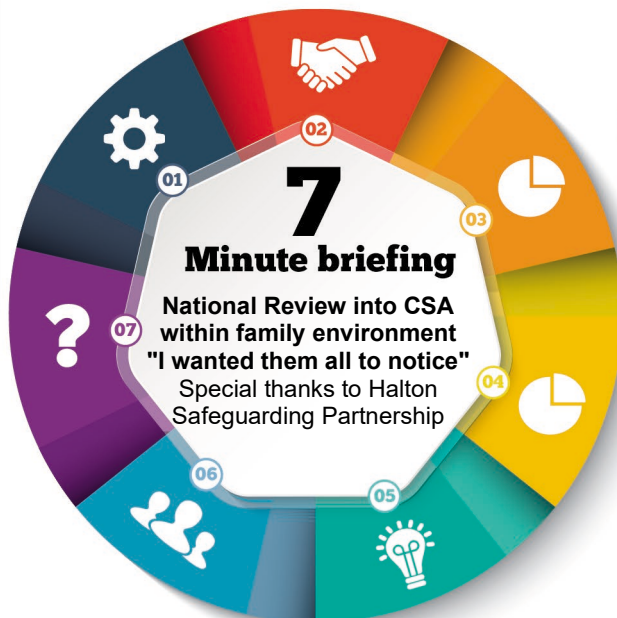 7
Minute briefing
National Review into CSA
within family environment
"I wanted them all to notice"
Special thanks to Halton
Safeguarding Partnership
01
02
03
04
05
06
07
?